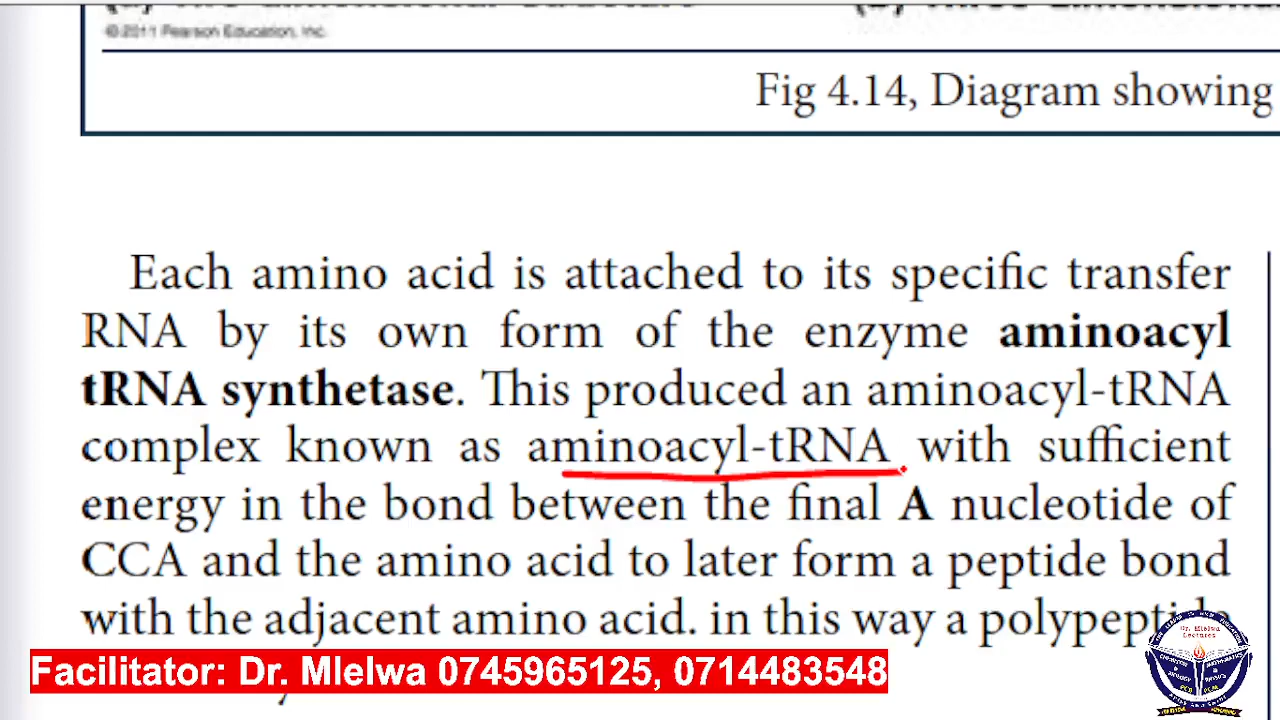 ©2011 Pearson Education, Inc.
Fig 4.14, Diagram showing
Each amino acid is attached to its specific transfer
RNA by its own form of the enzyme aminoacyl
tRNA synthetase. This produced an aminoacyl-tRNA
complex known as aminoacyl-tRNA with sufficient
energy in the bond between the final A nucleotide of
CCA and the amino acid to later form a peptide bond
with the adjacent amino acid. in this way a polypeptide
Facilitator: Dr. Mlelwa 0745965125, 0714483548
Dr. Mlelwa
Lectures